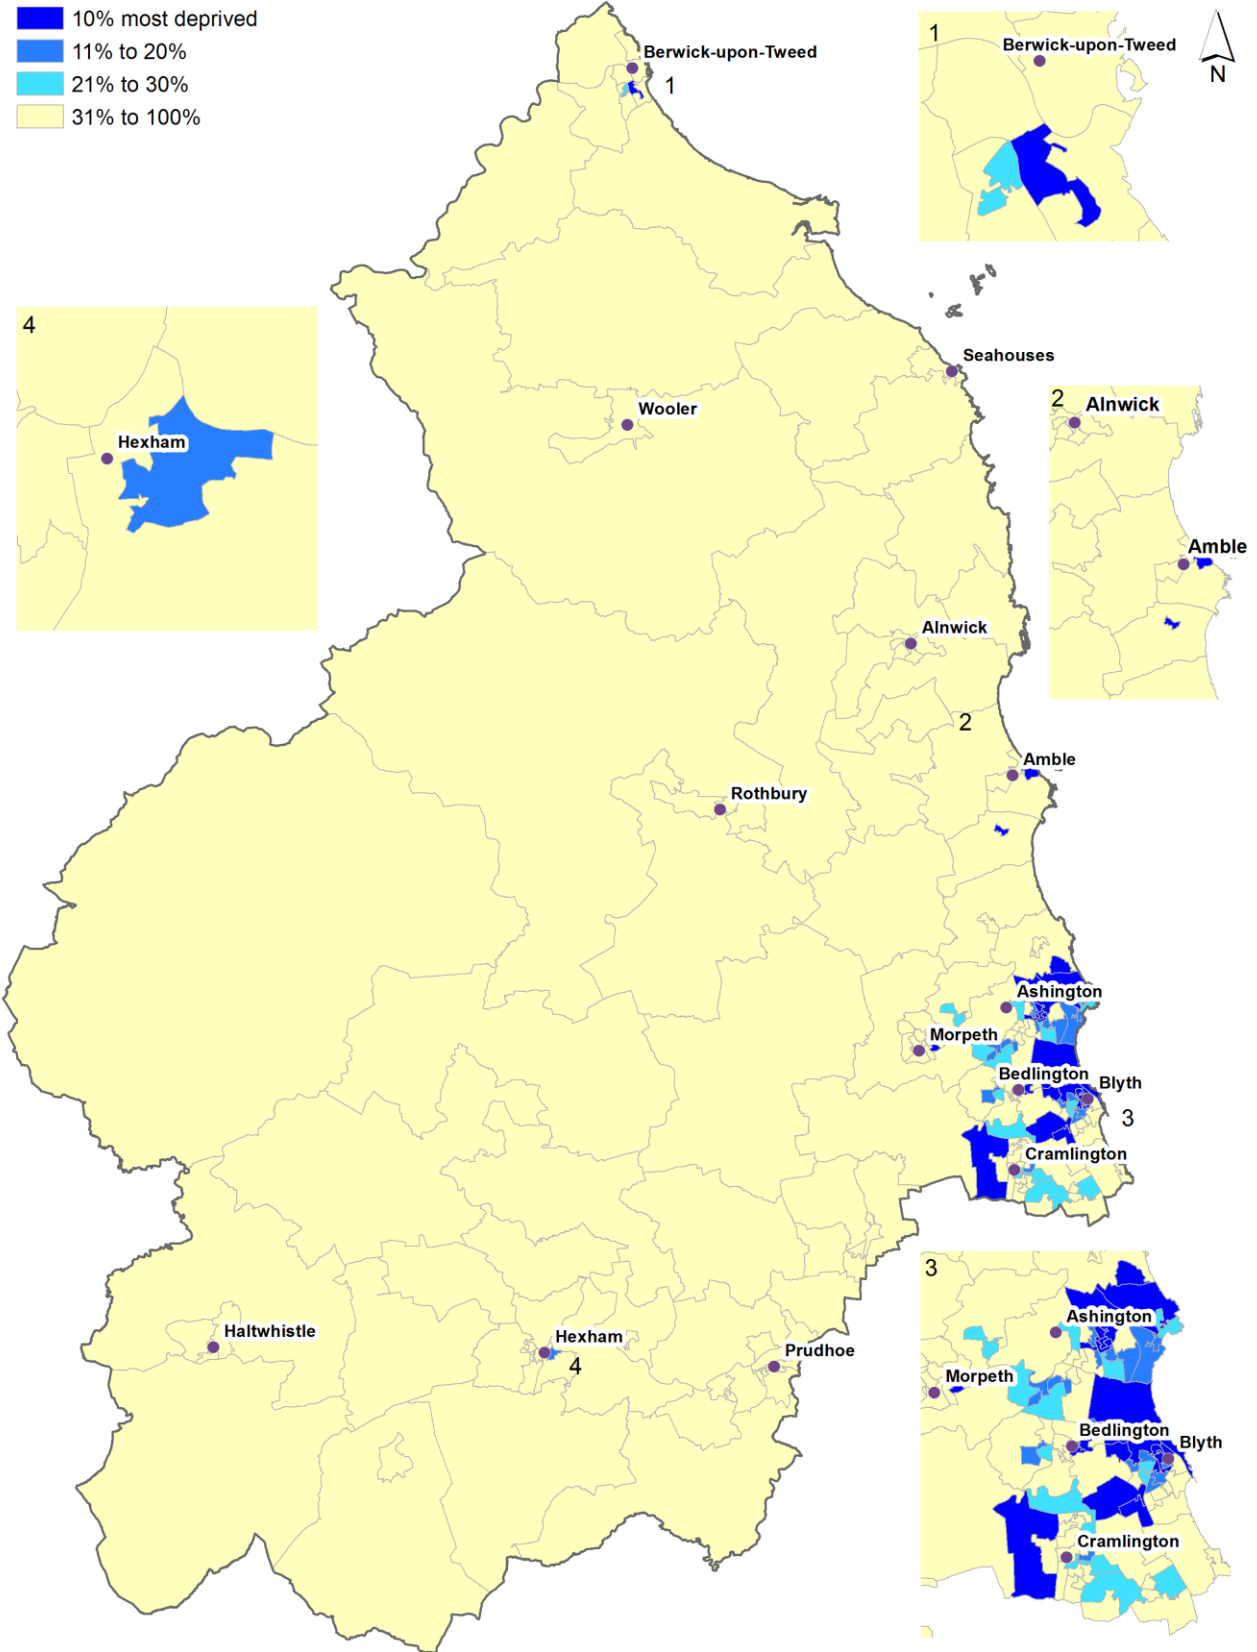 10% most deprived
11% to 20%
21% to 30%
31% to 100%
Berwick-upon-Tweed
1
1
Berwick-upon-Tweed
N
4
Hexham
Seahouses
Wooler
2
Alnwick
Amble
Alnwick
2
Amble
Rothbury
Ashington
Morpeth
Bedlington
Blyth
3
Cramlington
3
Ashington
Morpeth
Bedlington
Blyth
Cramlington
Haltwhistle
Hexham
4
Prudhoe